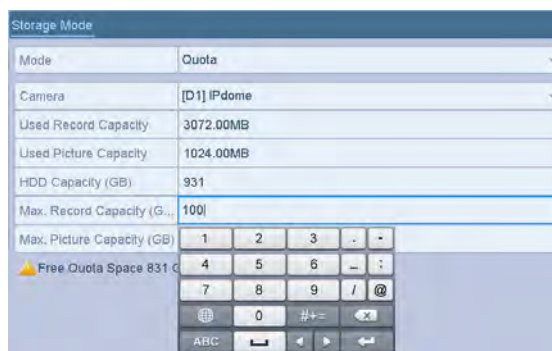 Storage Mode
Mode Quota
Camera [D1] IPdome
Used Record Capacity 3072.00MB
Used Picture Capacity 1024.00MB
HDD Capacity (GB) 931
Max. Record Capacity (G... 100
Max. Picture Capacity (GB)
1 2 3 . -
Free Quota Space 831 G
4 5 6 _ :
7 8 9 / @
0 #+=
ABC